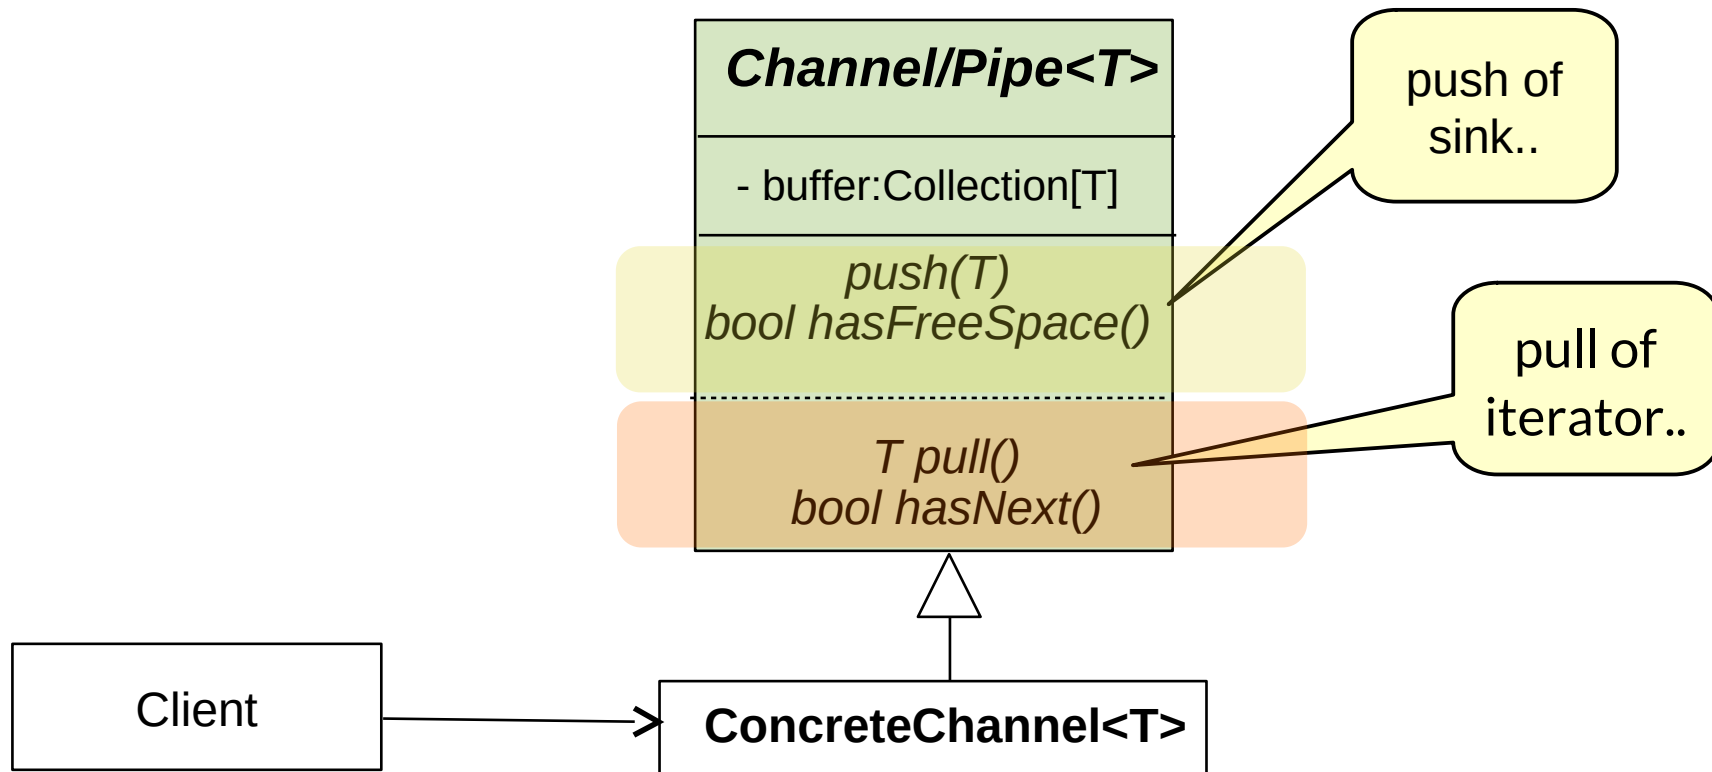 Channel/Pipe<T>
- buffer:Collection[T]
push(T)
bool hasFreeSpace()
T pull()
bool hasNext()
push of
sink..
pull of
iterator..
Client
ConcreteChannel<T>